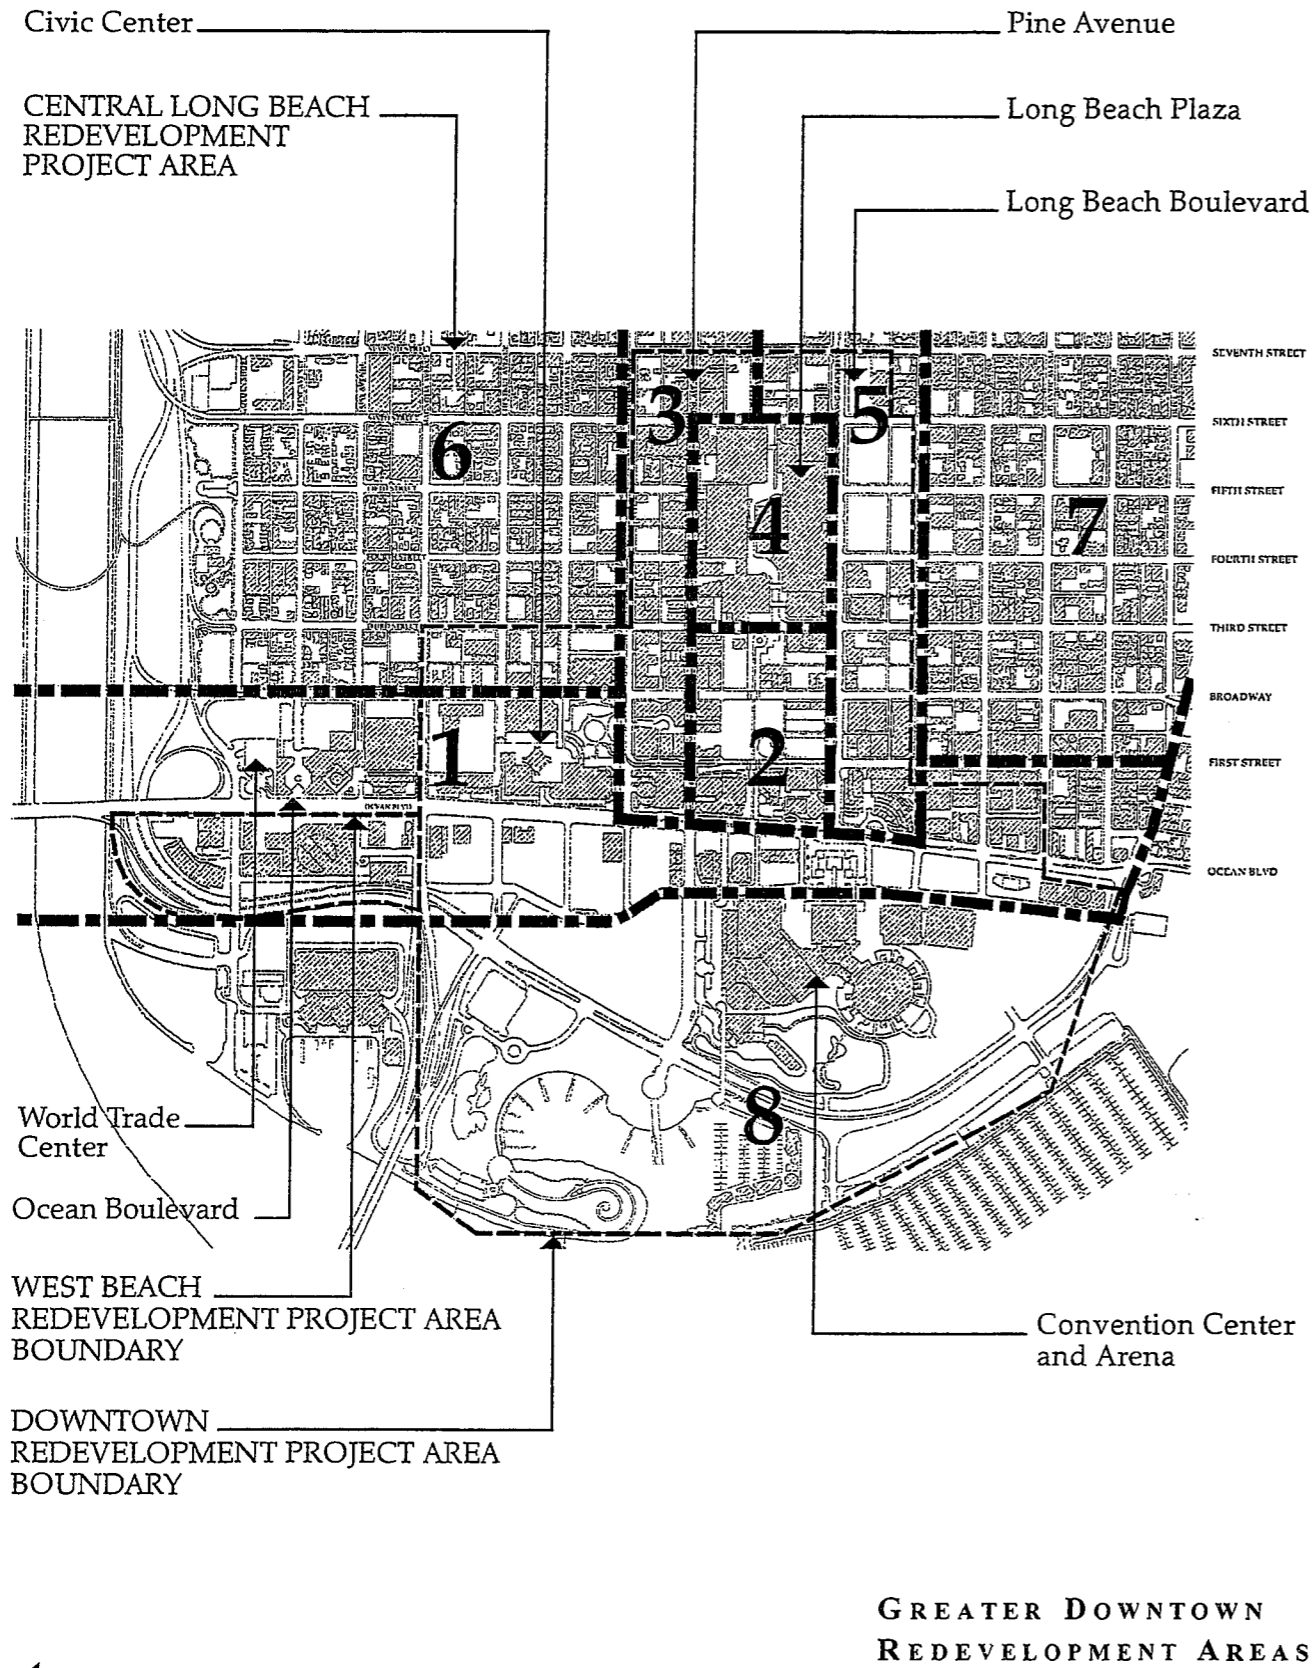 Civic Center
Pine Avenue
CENTRAL LONG BEACH
REDEVELOPMENT
PROJECT AREA
Long Beach Plaza
Long Beach Boulevard
SEVENTH STREET
3
5
SIXTH STREET
6
FIFTH STREET
4
7
FOURTH STREET
THIRD STREET
BROADWAY
1
2
FIRST STREET
OCEAN BLVD
OCEAN BLVD
8
World Trade
Center
Ocean Boulevard
WEST BEACH
REDEVELOPMENT PROJECT AREA
BOUNDARY
Convention Center
and Arena
DOWNTOWN
REDEVELOPMENT PROJECT AREA
BOUNDARY
GREATER DOWNTOWN
REDEVELOPMENT AREAS